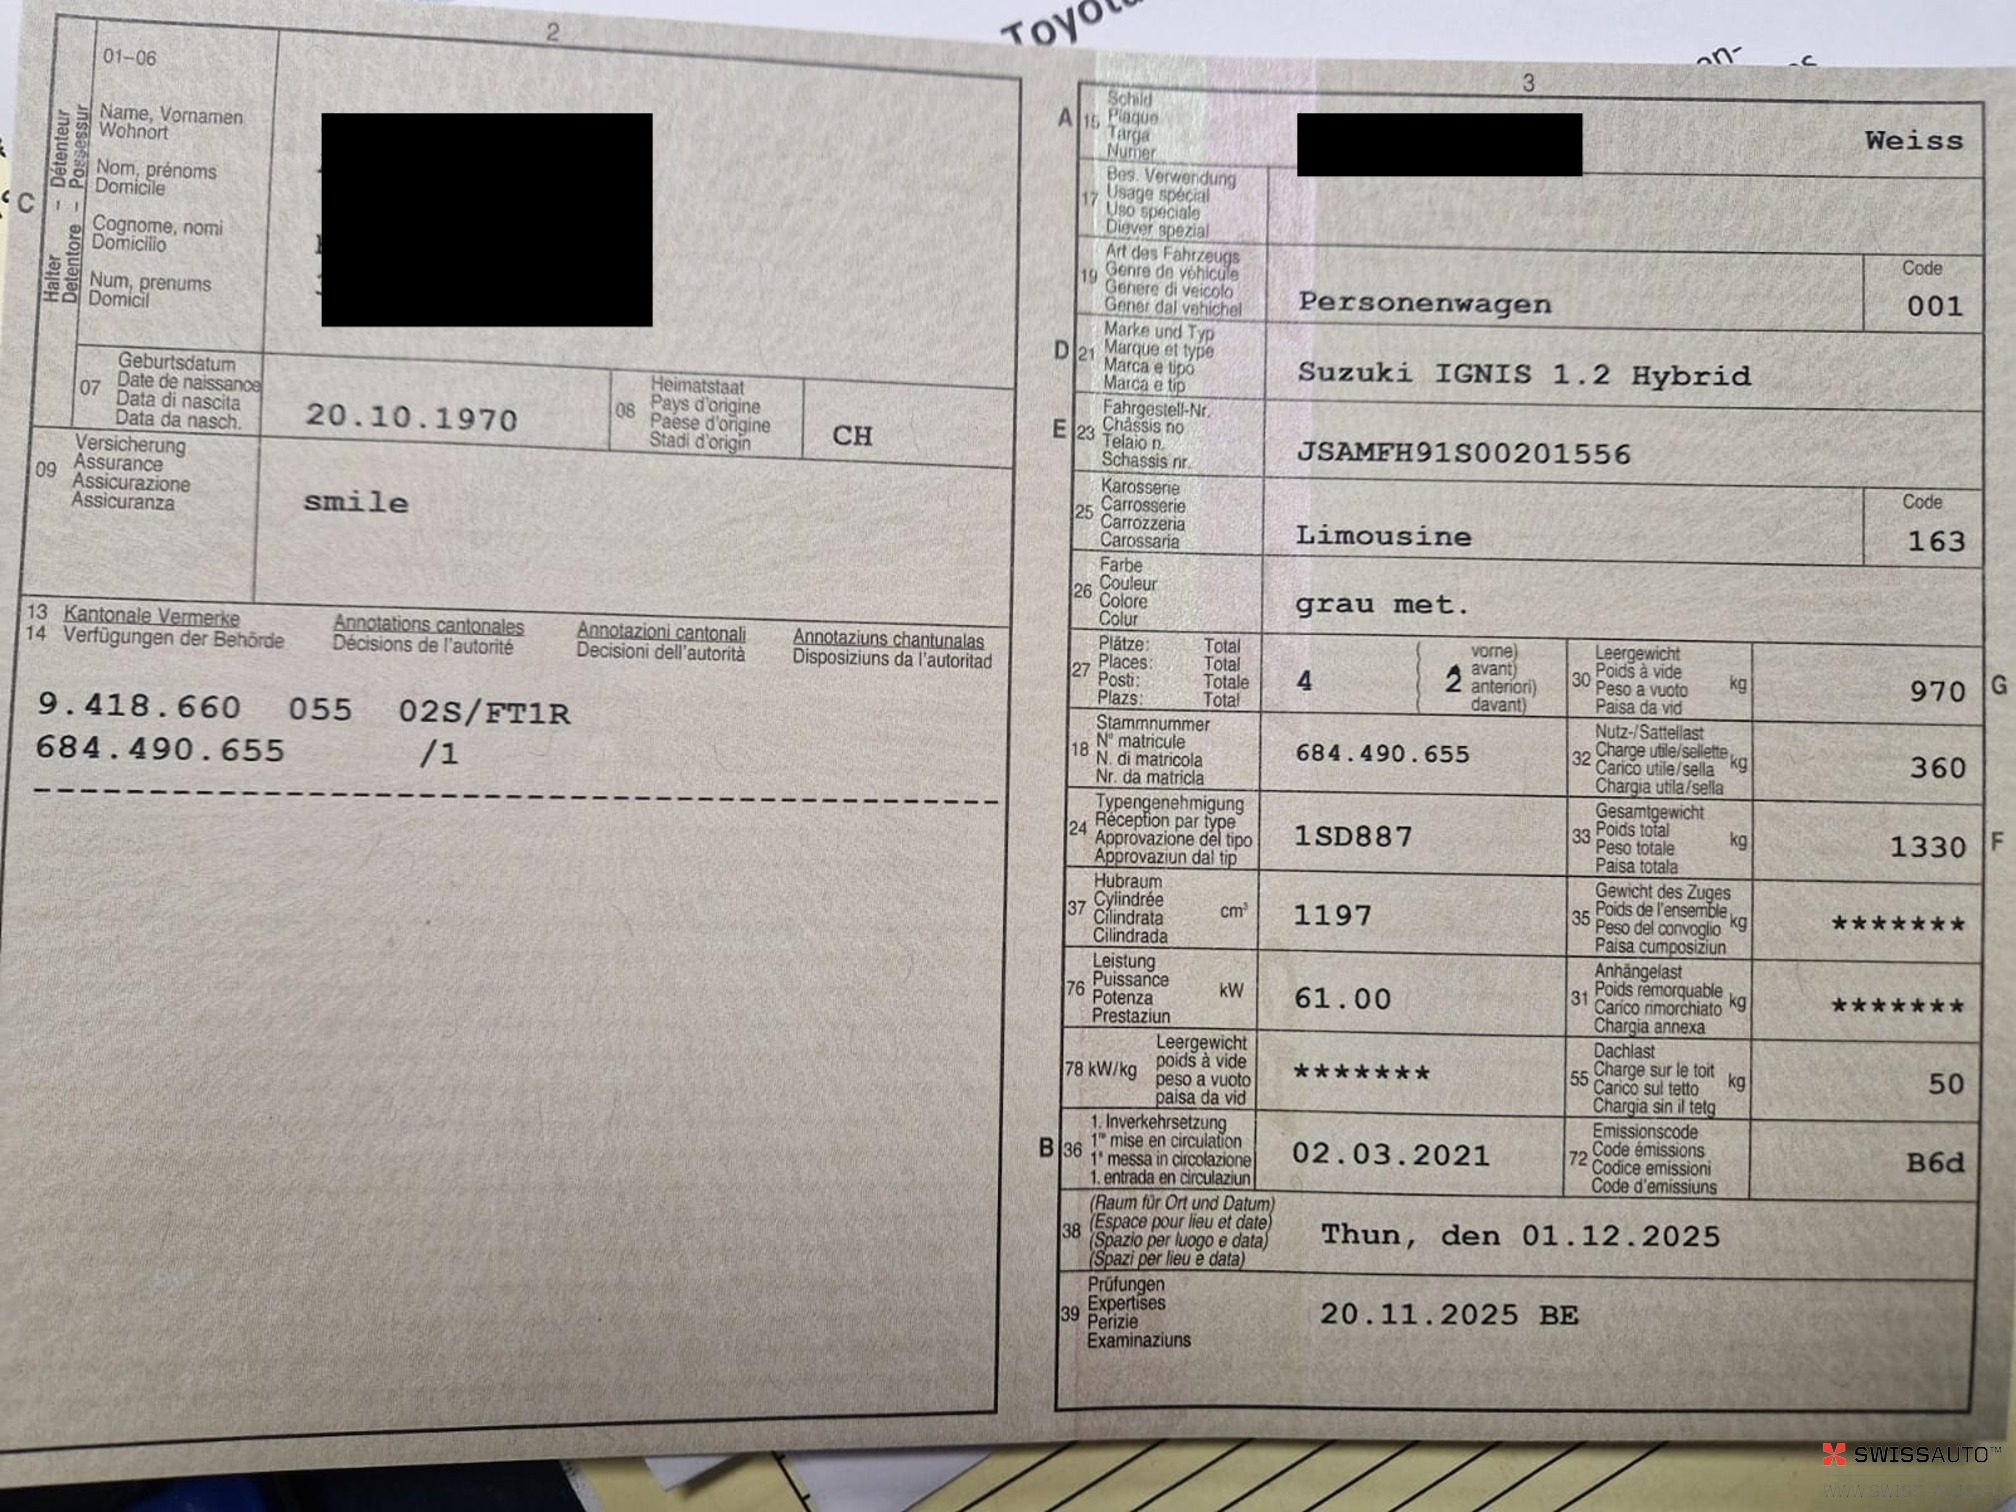 Toyota
2
01–06
Name, Vornamen
Wohnort
Nom, prénoms
Domicile
Cognome, nomi
Domicilio
Num, prenums
Domicil
C
Halter – Détenteur
Detentore – Possessur
07
Geburtsdatum
Date de naissance
Data di nascita
Data da nasch.
20.10.1970
08
Heimatstaat
Pays d'origine
Paese d'origine
Stadi d'origin
CH
09
Versicherung
Assurance
Assicurazione
Assicuranza
smile
13 Kantonale Vermerke Annotations cantonales Annotazioni cantonali Annotaziuns chantunalas
14 Verfügungen der Behörde Décisions de l'autorité Decisioni dell'autorità Disposiziuns da l'autoritad
9.418.660 055 02S/FT1R
684.490.655 /1
3
A 15
Schild
Plaque
Targa
Numer
Weiss
17
Bes. Verwendung
Usage spécial
Uso speciale
Diever spezial
19
Art des Fahrzeugs
Genre de véhicule
Genere di veicolo
Gener dal vehichel
Personenwagen
Code
001
D 21
Marke und Typ
Marque et type
Marca e tipo
Marca e tip
Suzuki IGNIS 1.2 Hybrid
E 23
Fahrgestell-Nr.
Châssis no
Telaio n.
Schassis nr.
JSAMFH91S00201556
25
Karosserie
Carrosserie
Carrozzeria
Carossaria
Limousine
Code
163
26
Farbe
Couleur
Colore
Colur
grau met.
27
Plätze: Total
Places: Total
Posti: Totale
Plazs: Total
4
2
vorne)
avant)
anteriori)
davant)
30
Leergewicht
Poids à vide
Peso a vuoto
Paisa da vid
kg
970
G
18
Stammnummer
N° matricule
N. di matricola
Nr. da matricla
684.490.655
32
Nutz-/Sattellast
Charge utile/sellette
Carico utile/sella
Chargia utila/sella
kg
360
24
Typengenehmigung
Réception par type
Approvazione del tipo
Approvaziun dal tip
1SD887
33
Gesamtgewicht
Poids total
Peso totale
Paisa totala
kg
1330
F
37
Hubraum
Cylindrée
Cilindrata
Cilindrada
cm³
1197
35
Gewicht des Zuges
Poids de l'ensemble
Peso del convoglio
Paisa cumposiziun
kg
*******
76
Leistung
Puissance
Potenza
Prestaziun
kW
61.00
31
Anhängelast
Poids remorquable
Carico rimorchiato
Chargia annexa
kg
*******
78 kW/kg
Leergewicht
poids à vide
peso a vuoto
paisa da vid
*******
55
Dachlast
Charge sur le toit
Carico sul tetto
Chargia sin il tetg
kg
50
B 36
1. Inverkehrsetzung
1re mise en circulation
1a messa in circolazione
1. entrada en circulaziun
02.03.2021
72
Emissionscode
Code émissions
Codice emissioni
Code d'emissiuns
B6d
38
(Raum für Ort und Datum)
(Espace pour lieu et date)
(Spazio per luogo e data)
(Spazi per lieu e data)
Thun, den 01.12.2025
39
Prüfungen
Expertises
Perizie
Examinaziuns
20.11.2025 BE
SWISSAUTO™